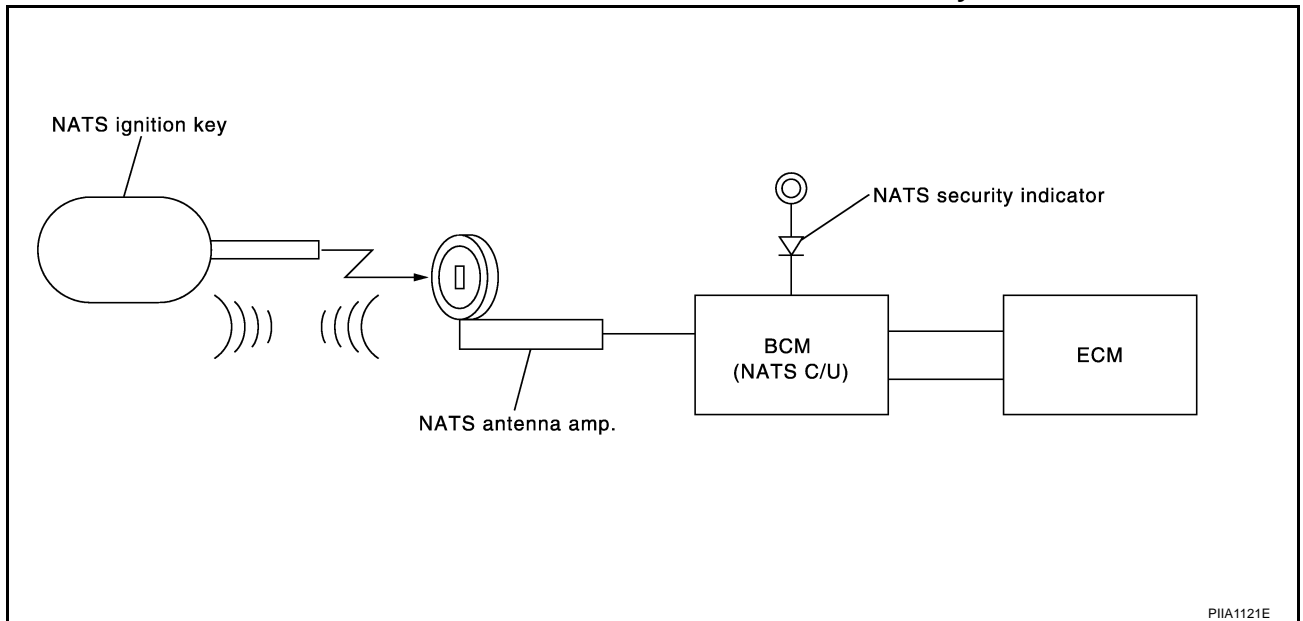 NATS ignition key
NATS security indicator
BCM
(NATS C/U)
ECM
NATS antenna amp.
PIIA1121E